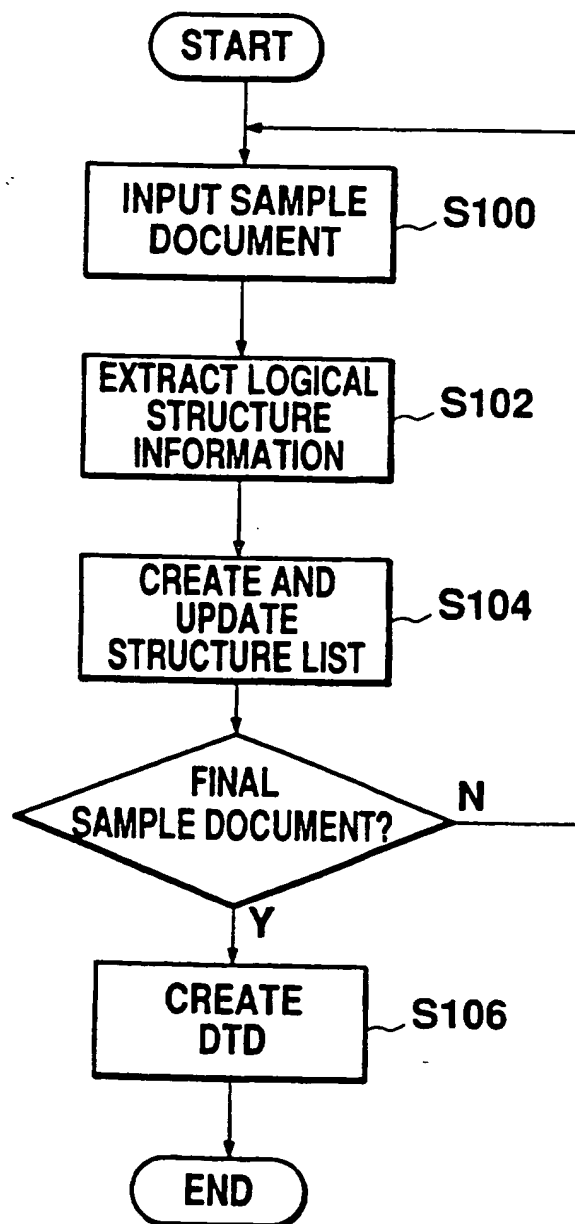 START
INPUT SAMPLE
DOCUMENT
S100
EXTRACT LOGICAL
STRUCTURE
INFORMATION
S102
CREATE AND
UPDATE
STRUCTURE LIST
S104
FINAL
SAMPLE DOCUMENT?
N
Y
CREATE
DTD
S106
END